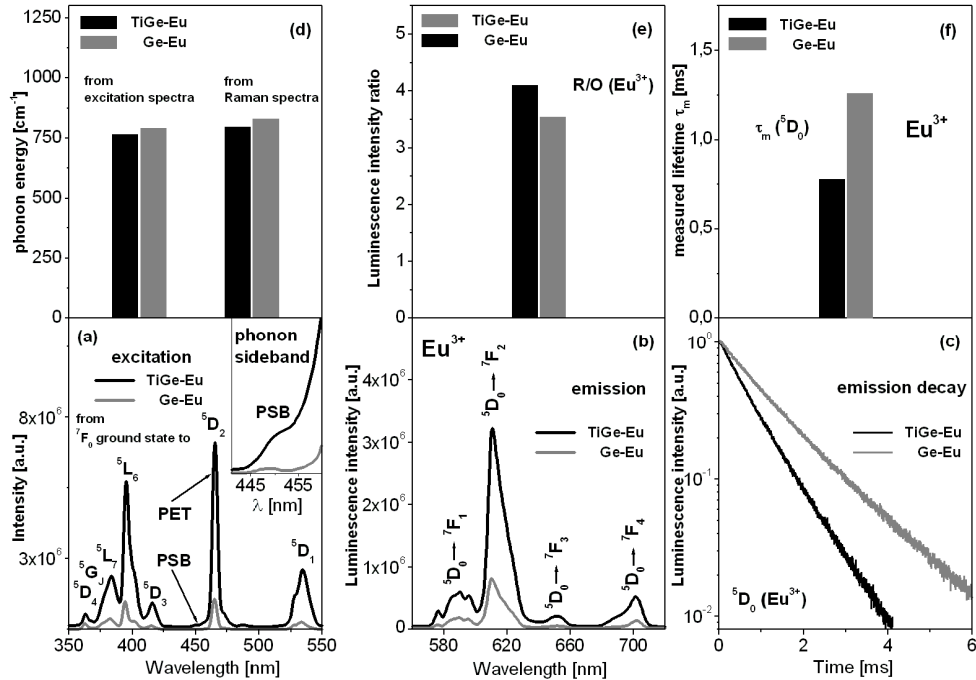 TiGe-Eu
Ge-Eu
(d)
from
excitation spectra
from
Raman spectra
phonon energy [cm⁻¹]
1250
1000
750
500
250
0
TiGe-Eu
Ge-Eu
(e)
R/O (Eu³⁺)
Luminescence intensity ratio
5
4
3
2
1
0
TiGe-Eu
Ge-Eu
(f)
τₘ (⁵D₀)
Eu³⁺
measured lifetime τₘ [ms]
1,5
1,0
0,5
0,0
(a)
excitation
TiGe-Eu
Ge-Eu
from
⁷F₀ ground state to
phonon
sideband
PSB
445 455
λ [nm]
⁵D₄
⁵G_J
⁵L₇
⁵L₆
⁵D₃
⁵D₂
⁵D₁
PET
PSB
Intensity [a.u.]
8x10⁶
3x10⁶
350 400 450 500 550
Wavelength [nm]
Eu³⁺
(b)
emission
TiGe-Eu
Ge-Eu
⁵D₀→⁷F₁
⁵D₀→⁷F₂
⁵D₀→⁷F₃
⁵D₀→⁷F₄
Luminescence intensity [a.u.]
4x10⁶
3x10⁶
2x10⁶
1x10⁶
0
580 620 660 700
Wavelength [nm]
(c)
emission decay
TiGe-Eu
Ge-Eu
⁵D₀ (Eu³⁺)
Luminescence intensity [a.u.]
10⁰
10⁻¹
10⁻²
0 2 4 6
Time [ms]